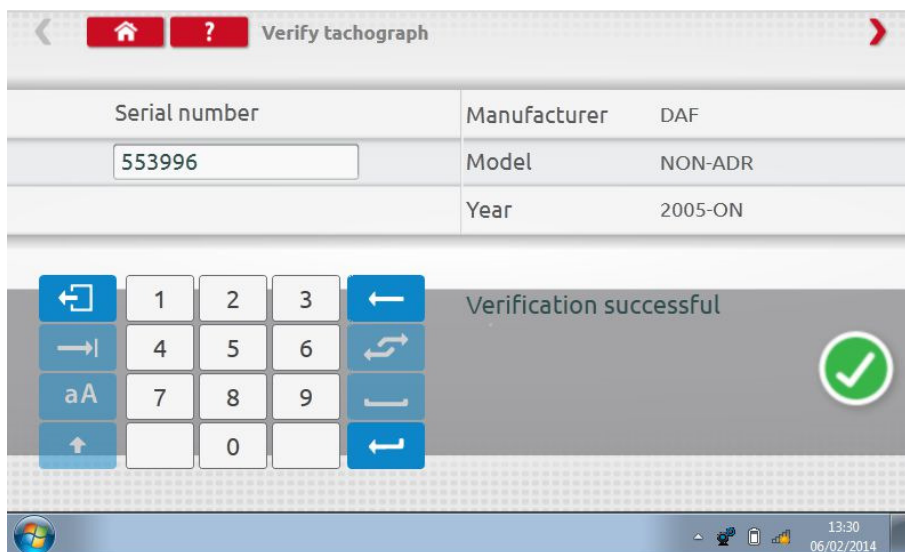 ? Verify tachograph
Serial number
553996
Manufacturer DAF
Model NON-ADR
Year 2005-ON
1 2 3
4 5 6
aA 7 8 9
0
Verification successful
13:30
06/02/2014